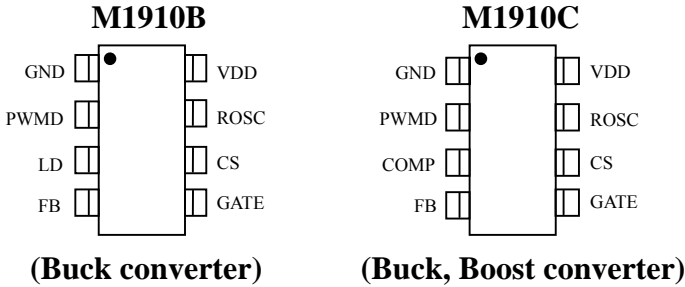 M1910B
GND VDD
PWMD ROSC
LD CS
FB GATE
(Buck converter)
M1910C
GND VDD
PWMD ROSC
COMP CS
FB GATE
(Buck, Boost converter)